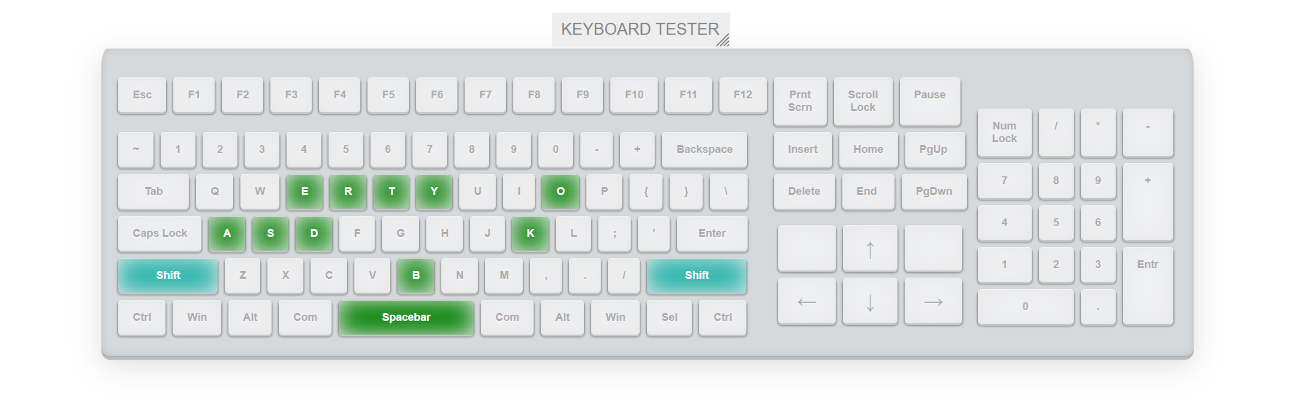 KEYBOARD TESTER
Esc F1 F2 F3 F4 F5 F6 F7 F8 F9 F10 F11 F12 Prnt Scrn Scroll Lock Pause
~ 1 2 3 4 5 6 7 8 9 0 - + Backspace Insert Home PgUp Num Lock / * -
Tab Q W E R T Y U I O P { } \ Delete End PgDwn 7 8 9 +
Caps Lock A S D F G H J K L ; ' Enter ↑ 4 5 6
Shift Z X C V B N M , . / Shift 1 2 3 Entr
Ctrl Win Alt Com Spacebar Com Alt Win Sel Ctrl ← ↓ → 0 .